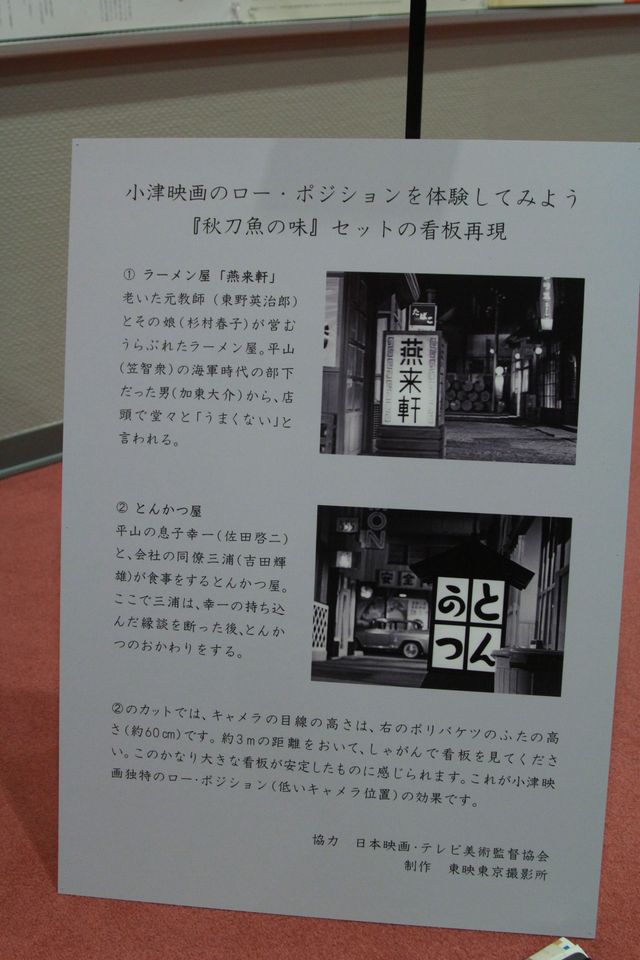 小津映画のロー・ポジションを体験してみよう
『秋刀魚の味』セットの看板再現
① ラーメン屋「燕来軒」
老いた元教師(東野英治郎)
とその娘(杉村春子)が営む
うらぶれたラーメン屋。平山
(笠智衆)の海軍時代の部下
だった男(加東大介)から、店
頭で堂々と「うまくない」と
言われる。
たばこ
燕来軒
② とんかつ屋
平山の息子幸一(佐田啓二)
と、会社の同僚三浦(吉田輝
雄)が食事をするとんかつ屋。
ここで三浦は、幸一の持ち込
んだ縁談を断った後、とんか
つのおかわりをする。
ON
安全
とん
かつ
②のカットでは、キャメラの目線の高さは、右のポリバケツのふたの高
さ(約60㎝)です。約3mの距離をおいて、しゃがんで看板を見てくださ
い。このかなり大きな看板が安定したものに感じられます。これが小津映
画独特のロー・ポジション(低いキャメラ位置)の効果です。
協力　日本映画・テレビ美術監督協会
制作　東映東京撮影所